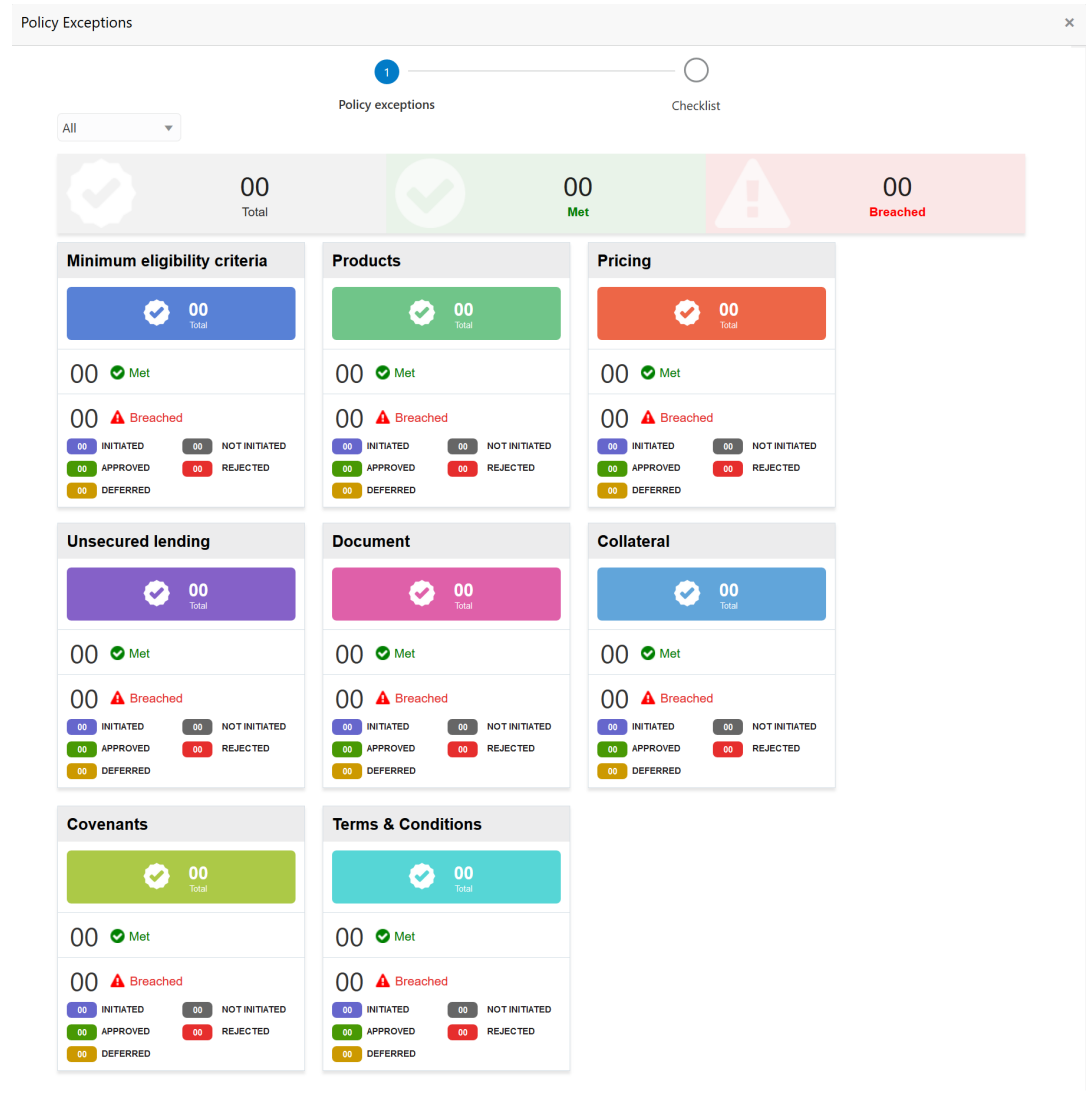 Policy Exceptions ×
1
Policy exceptions Checklist
All
00 00 00
Total Met Breached
Minimum eligibility criteria Products Pricing
00 00 00
Total Total Total
00 Met 00 Met 00 Met
00 Breached 00 Breached 00 Breached
00 INITIATED 00 NOT INITIATED 00 INITIATED 00 NOT INITIATED 00 INITIATED 00 NOT INITIATED
00 APPROVED 00 REJECTED 00 APPROVED 00 REJECTED 00 APPROVED 00 REJECTED
00 DEFERRED 00 DEFERRED 00 DEFERRED
Unsecured lending Document Collateral
00 00 00
Total Total Total
00 Met 00 Met 00 Met
00 Breached 00 Breached 00 Breached
00 INITIATED 00 NOT INITIATED 00 INITIATED 00 NOT INITIATED 00 INITIATED 00 NOT INITIATED
00 APPROVED 00 REJECTED 00 APPROVED 00 REJECTED 00 APPROVED 00 REJECTED
00 DEFERRED 00 DEFERRED 00 DEFERRED
Covenants Terms & Conditions
00 00
Total Total
00 Met 00 Met
00 Breached 00 Breached
00 INITIATED 00 NOT INITIATED 00 INITIATED 00 NOT INITIATED
00 APPROVED 00 REJECTED 00 APPROVED 00 REJECTED
00 DEFERRED 00 DEFERRED